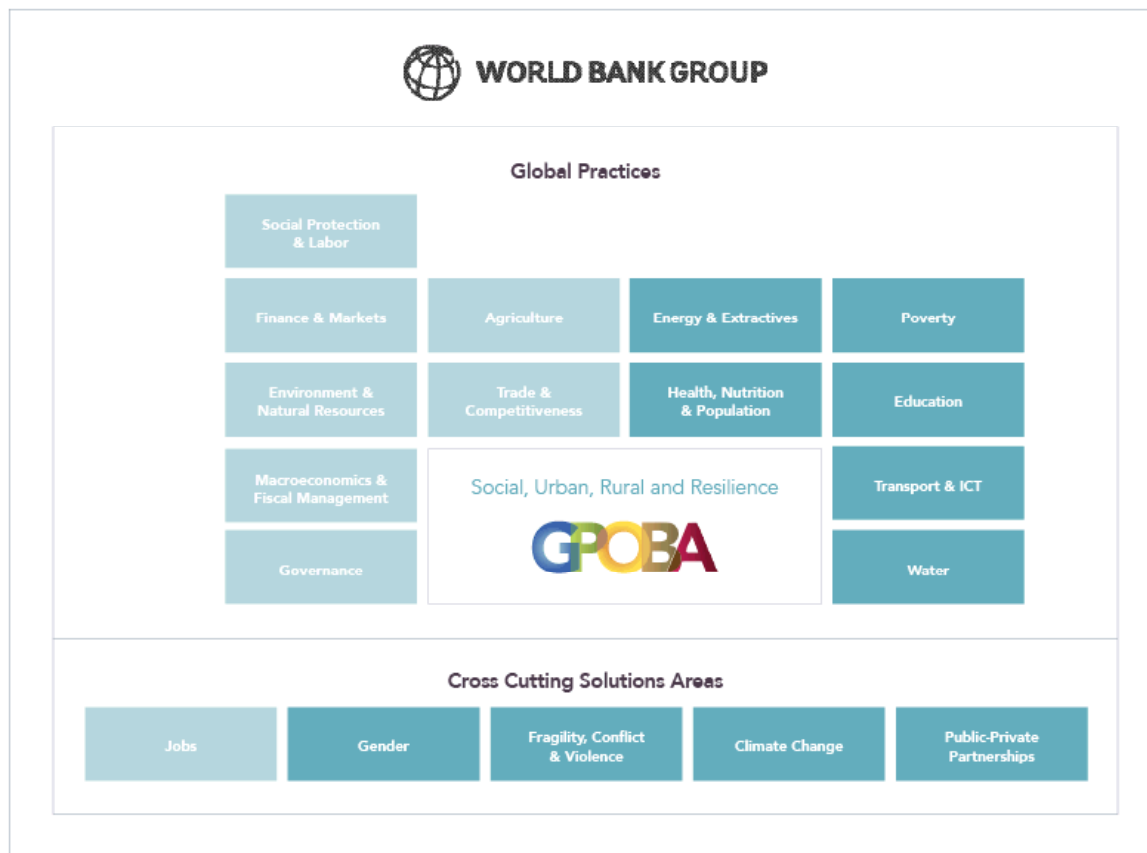 WORLD BANK GROUP
Global Practices
Social Protection
& Labor
Finance & Markets
Agriculture
Energy & Extractives
Poverty
Environment &
Natural Resources
Trade &
Competitiveness
Health, Nutrition
& Population
Education
Macroeconomics &
Fiscal Management
Social, Urban, Rural and Resilience
GPOBA
Transport & ICT
Governance
Water
Cross Cutting Solutions Areas
Jobs
Gender
Fragility, Conflict
& Violence
Climate Change
Public-Private
Partnerships